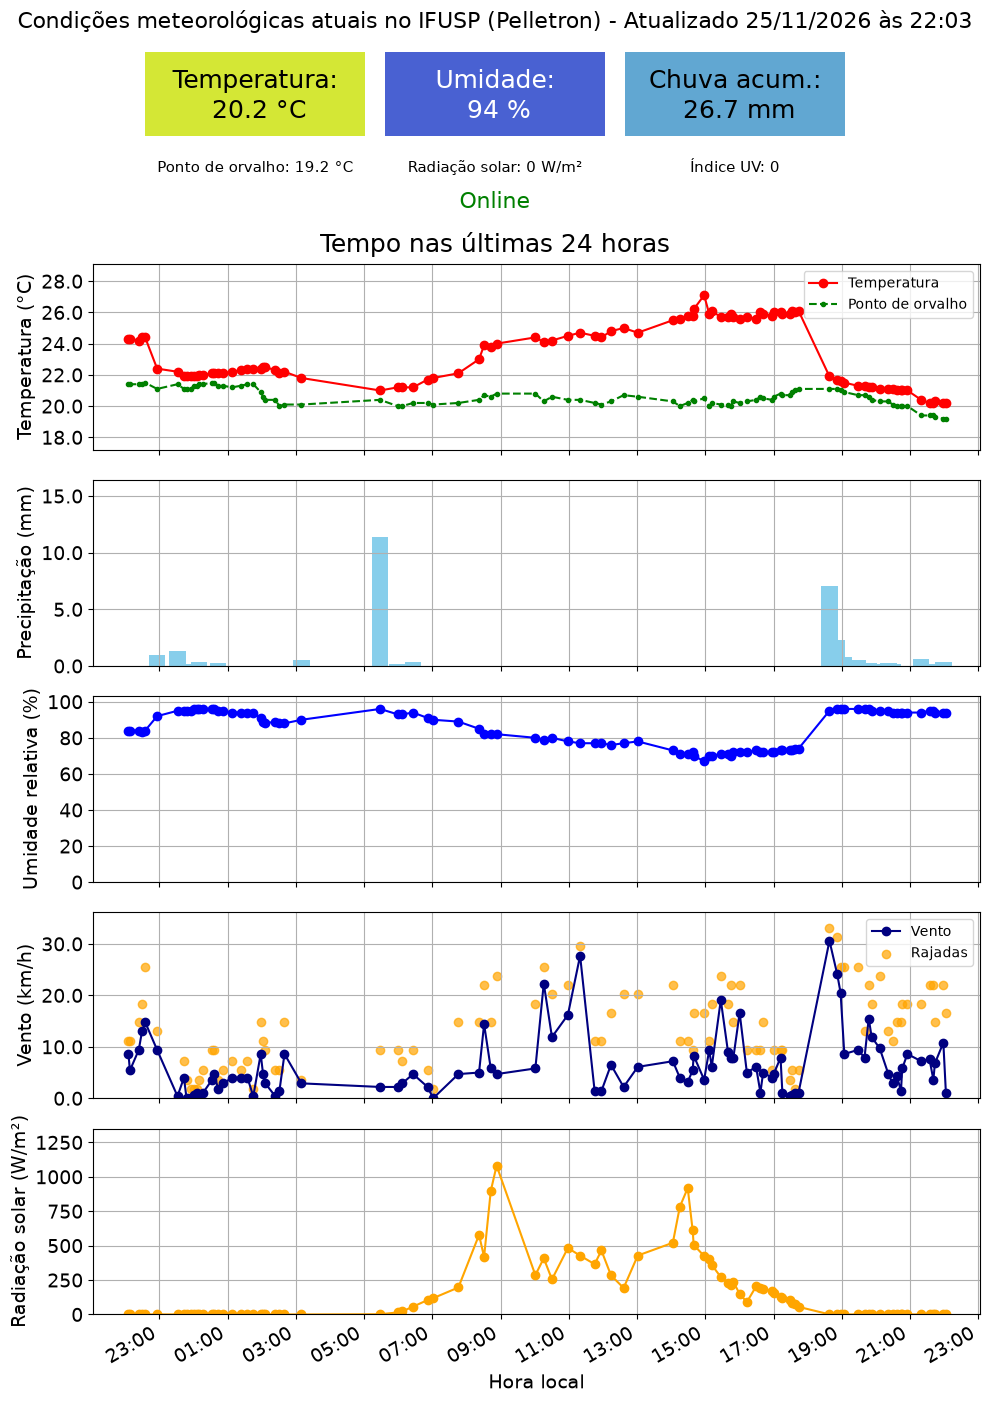 Condições meteorológicas atuais no IFUSP (Pelletron) - Atualizado 25/11/2026 às 22:03
Temperatura:
20.2 °C
Umidade:
94 %
Chuva acum.:
26.7 mm
Ponto de orvalho: 19.2 °C
Radiação solar: 0 W/m²
Índice UV: 0
Online
Tempo nas últimas 24 horas
Temperatura (°C)
28.0
26.0
24.0
22.0
20.0
18.0
Temperatura
Ponto de orvalho
Precipitação (mm)
15.0
10.0
5.0
0.0
Umidade relativa (%)
100
80
60
40
20
0
Vento (km/h)
30.0
20.0
10.0
0.0
Vento
Rajadas
Radiação solar (W/m²)
1250
1000
750
500
250
0
23:00
01:00
03:00
05:00
07:00
09:00
11:00
13:00
15:00
17:00
19:00
21:00
23:00
Hora local